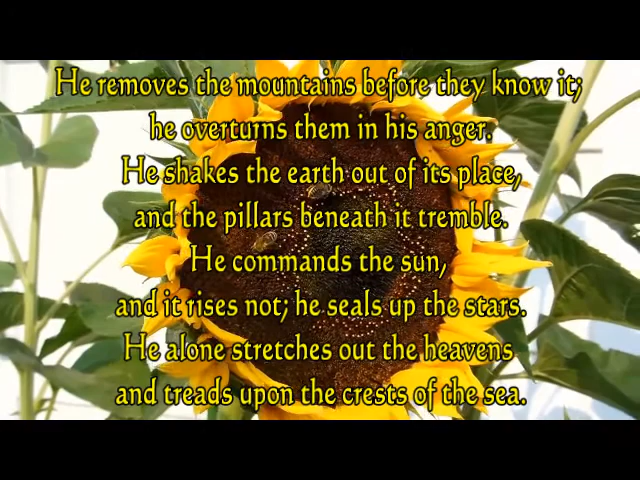 He removes the mountains before they know it;
he overturns them in his anger.
He shakes the earth out of its place,
and the pillars beneath it tremble.
He commands the sun,
and it rises not; he seals up the stars.
He alone stretches out the heavens
and treads upon the crests of the sea.